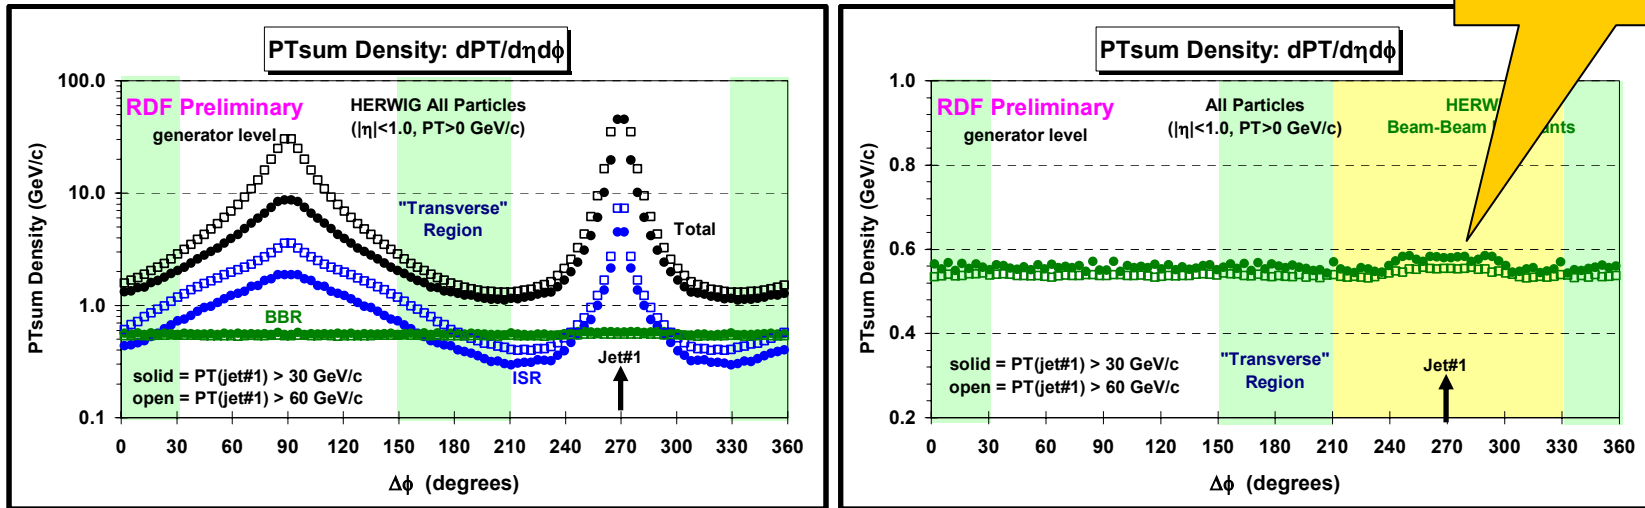 PTsum Density: dPT/dηdϕ
RDF Preliminary
generator level
HERWIG All Particles
(|η|<1.0, PT>0 GeV/c)
"Transverse"
Region
Total
BBR
ISR
Jet#1
solid = PT(jet#1) > 30 GeV/c
open = PT(jet#1) > 60 GeV/c
PTsum Density (GeV/c)
100.0
10.0
1.0
0.1
0 30 60 90 120 150 180 210 240 270 300 330 360
Δϕ (degrees)
PTsum Density: dPT/dηdϕ
RDF Preliminary
generator level
All Particles
(|η|<1.0, PT>0 GeV/c)
Beam-Beam
"Transverse"
Region
Jet#1
solid = PT(jet#1) > 30 GeV/c
open = PT(jet#1) > 60 GeV/c
PTsum Density (GeV/c)
1.0
0.8
0.6
0.4
0.2
0 30 60 90 120 150 180 210 240 270 300 330 360
Δϕ (degrees)